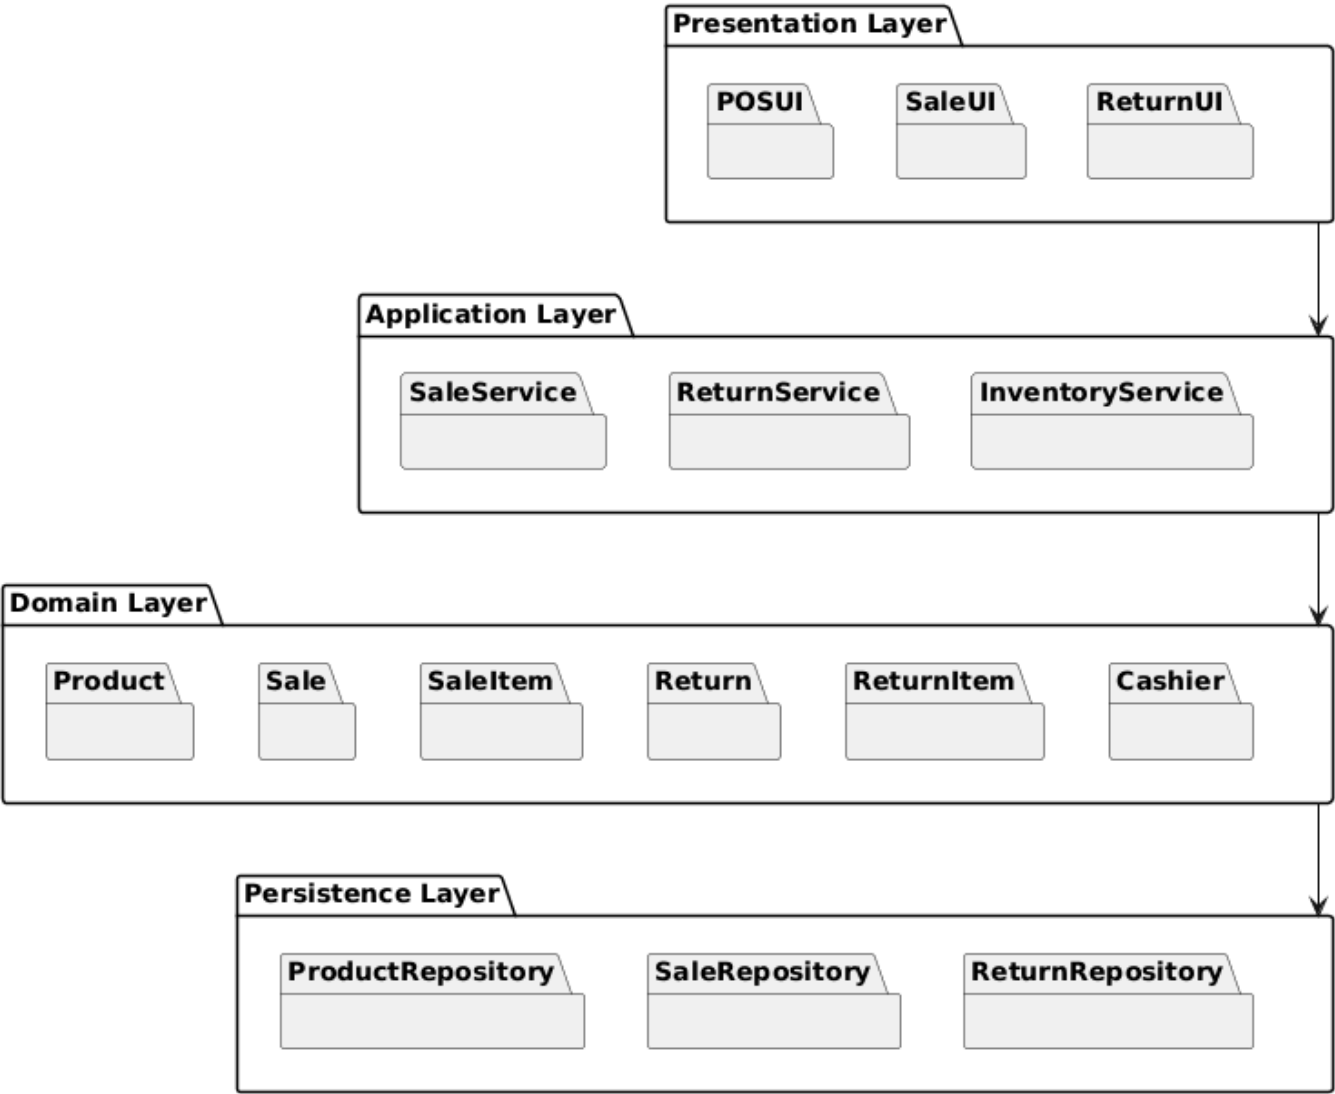 Presentation Layer
POSUI
SaleUI
ReturnUI
Application Layer
SaleService
ReturnService
InventoryService
Domain Layer
Product
Sale
SaleItem
Return
ReturnItem
Cashier
Persistence Layer
ProductRepository
SaleRepository
ReturnRepository